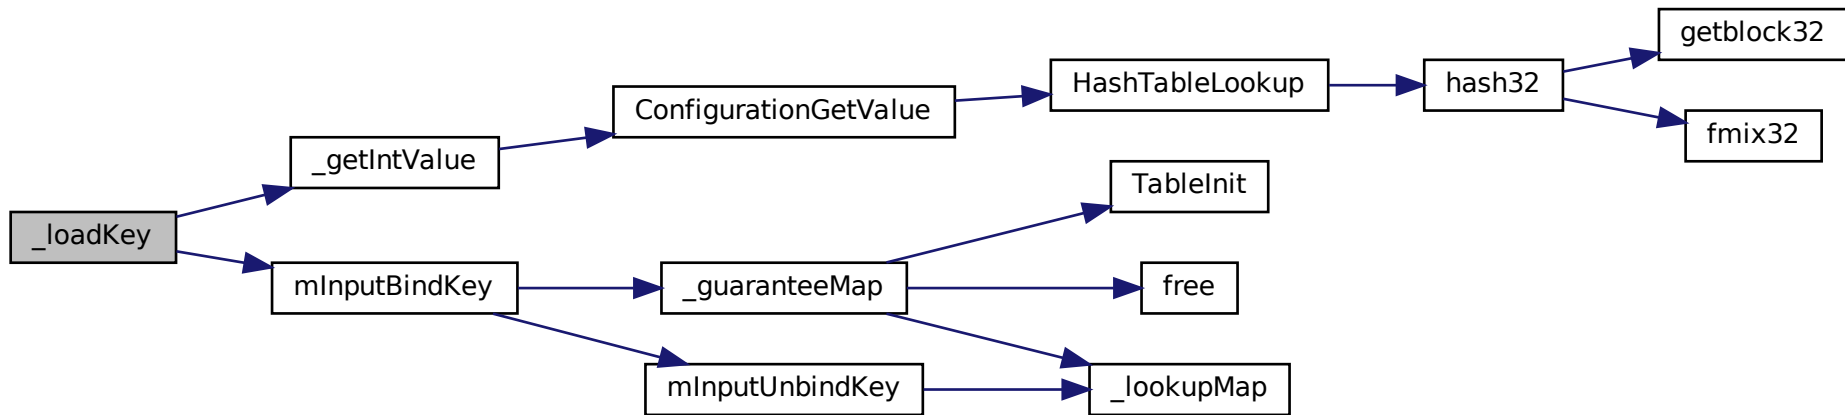 _loadKey
_getIntValue
ConfigurationGetValue
HashTableLookup
hash32
getblock32
fmix32
mInputBindKey
_guaranteeMap
TableInit
free
_lookupMap
mInputUnbindKey